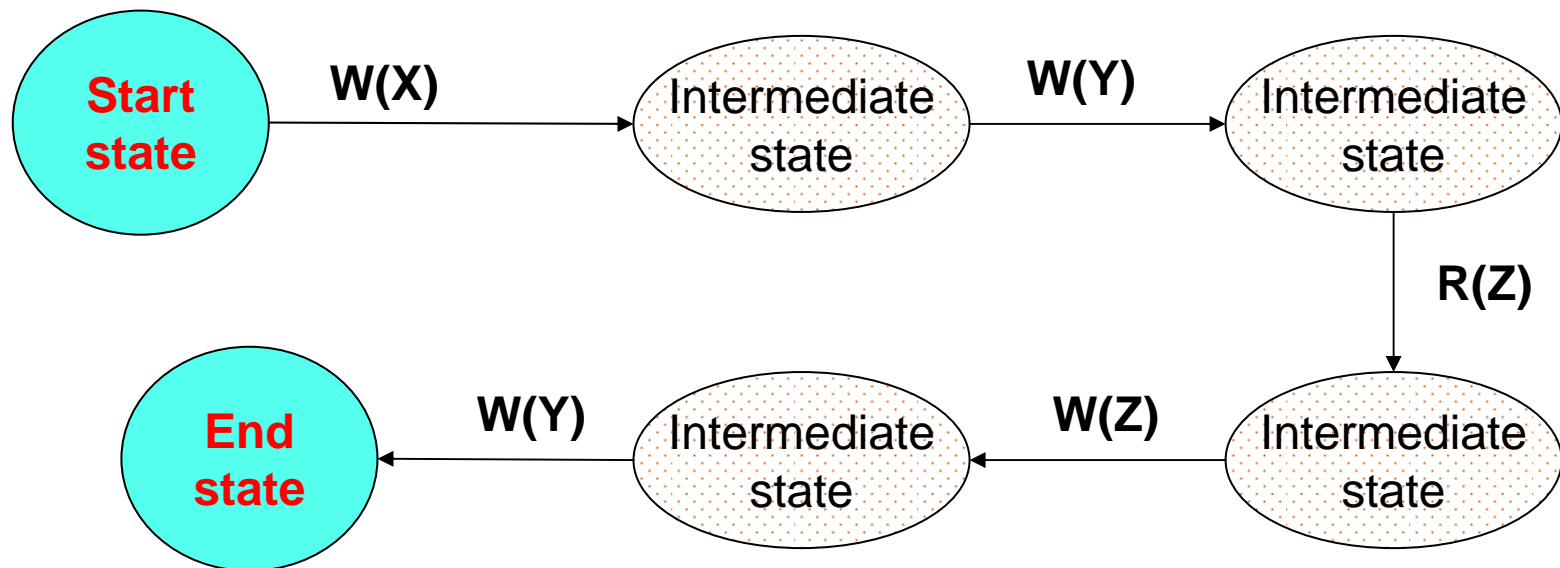 Start
state
W(X)
Intermediate
state
W(Y)
Intermediate
state
R(Z)
End
state
W(Y)
Intermediate
state
W(Z)
Intermediate
state